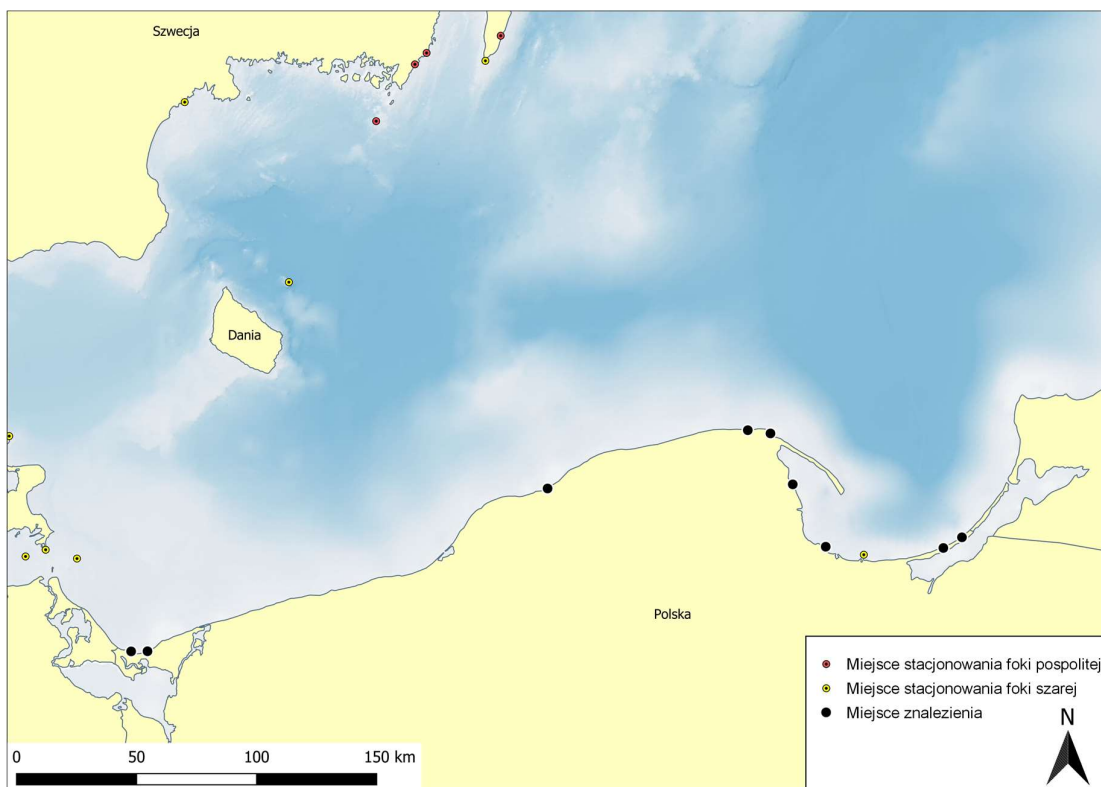 Szwecja
Dania
Polska
Miejsce stacjonowania foki pospolitej
Miejsce stacjonowania foki szarej
Miejsce znalezienia
N
0 50 100 150 km